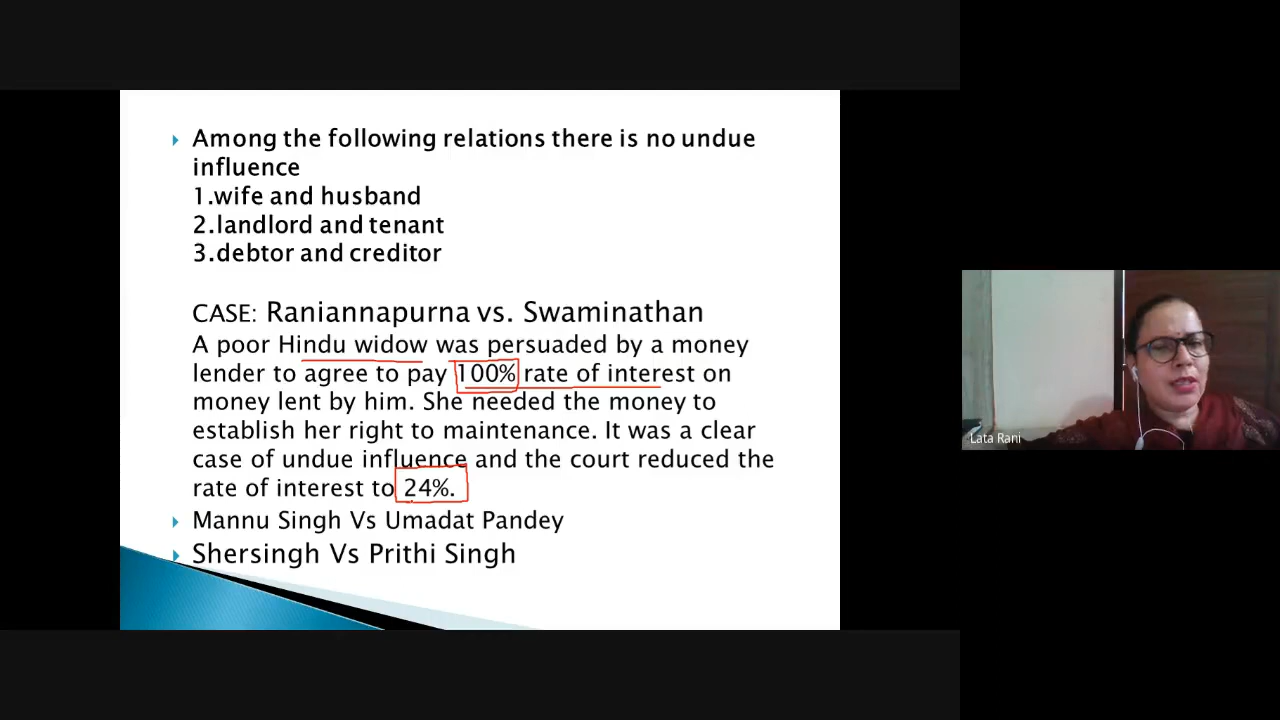 Among the following relations there is no undue
influence
1.wife and husband
2.landlord and tenant
3.debtor and creditor
CASE: Raniannapurna vs. Swaminathan
A poor Hindu widow was persuaded by a money
lender to agree to pay 100% rate of interest on
money lent by him. She needed the money to
establish her right to maintenance. It was a clear
case of undue influence and the court reduced the
rate of interest to 24%.
Mannu Singh Vs Umadat Pandey
Shersingh Vs Prithi Singh
Lata Rani